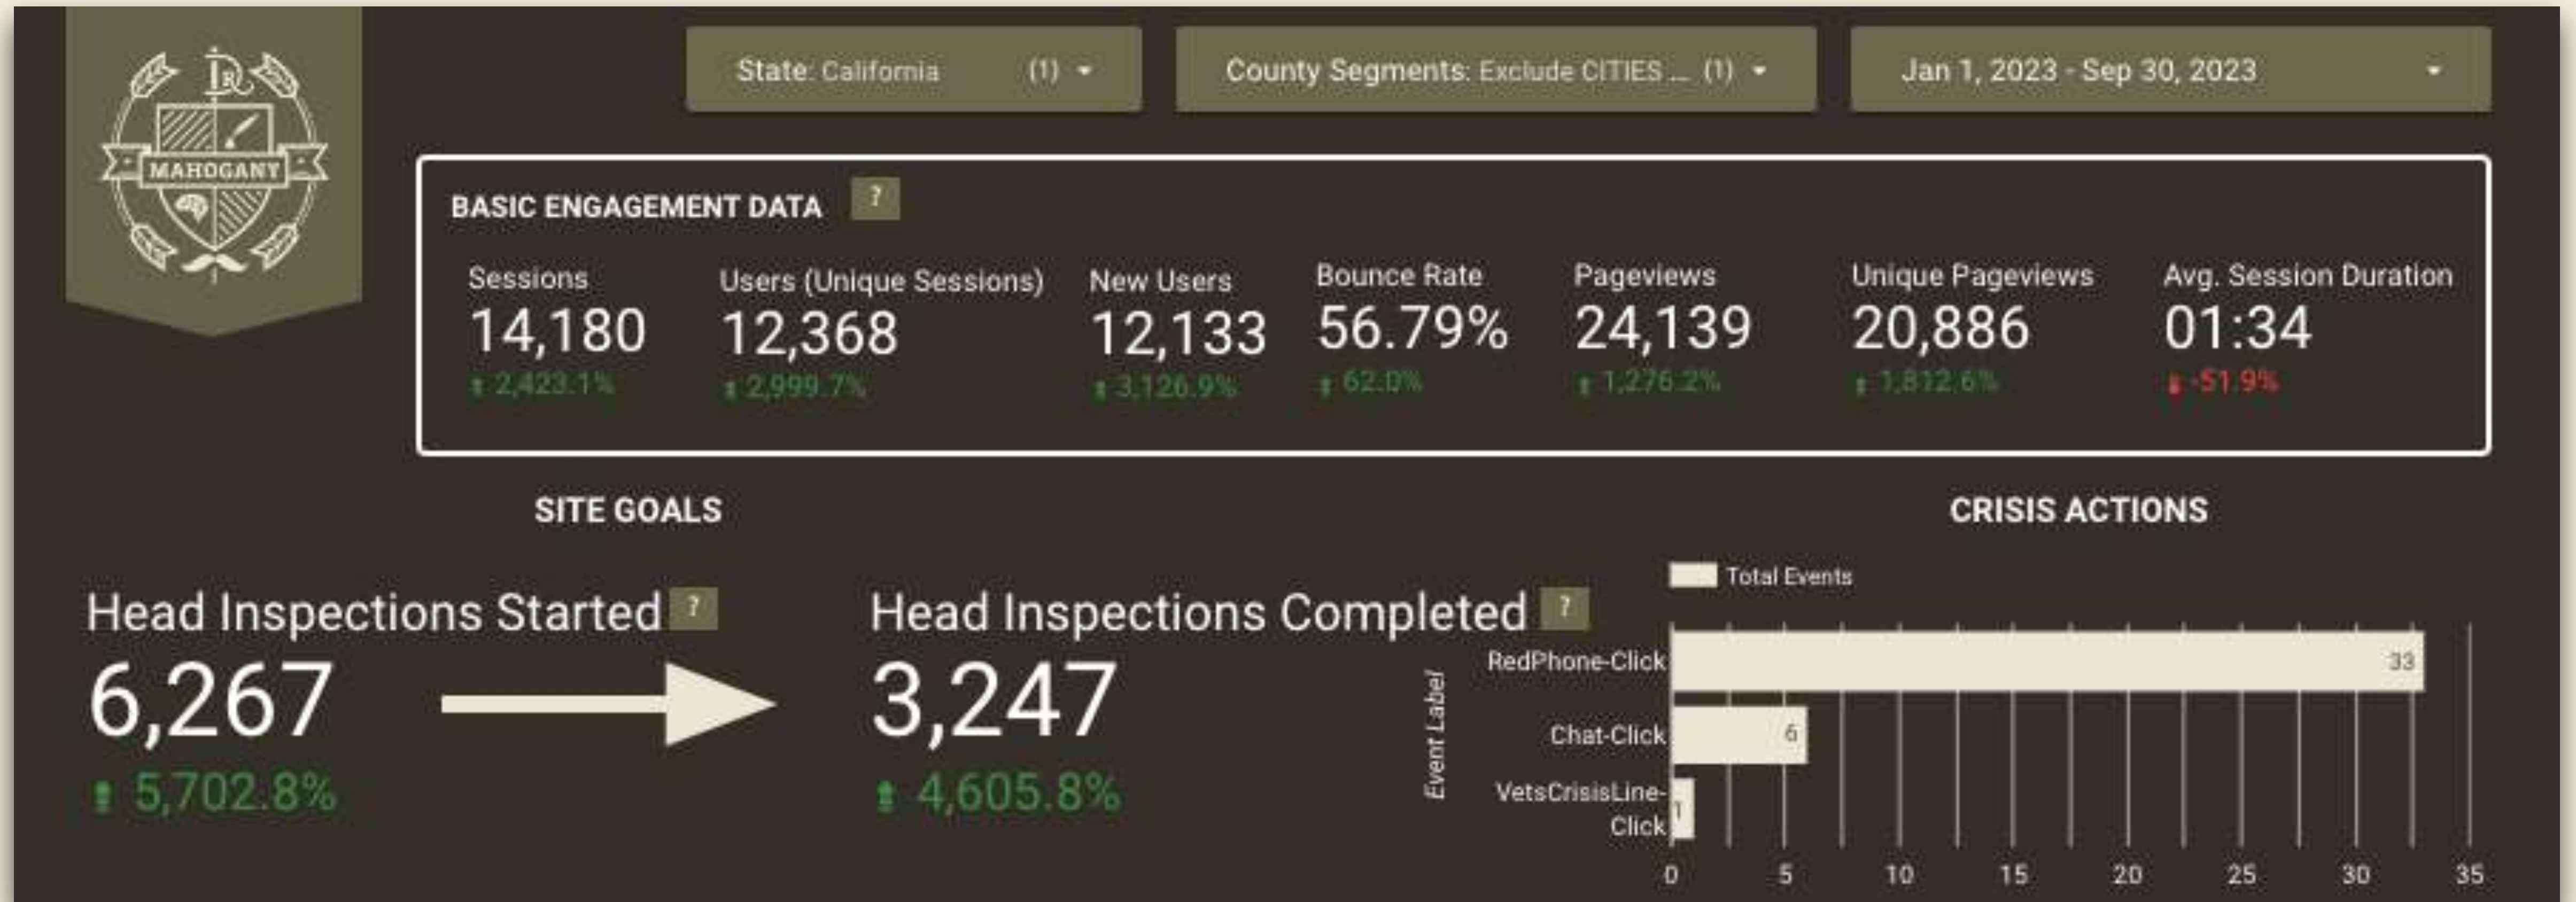 DR
MAHOGANY
State: California (1)
County Segments: Exclude CITIES ... (1)
Jan 1, 2023 - Sep 30, 2023
BASIC ENGAGEMENT DATA ?
Sessions
14,180
2,423.1%
Users (Unique Sessions)
12,368
2,999.7%
New Users
12,133
3,126.9%
Bounce Rate
56.79%
62.0%
Pageviews
24,139
1,276.2%
Unique Pageviews
20,886
1,812.6%
Avg. Session Duration
01:34
-51.9%
SITE GOALS
Head Inspections Started ?
6,267
5,702.8%
Head Inspections Completed ?
3,247
4,605.8%
CRISIS ACTIONS
Total Events
Event Label
RedPhone-Click
33
Chat-Click
6
VetsCrisisLine-
Click
1
0 5 10 15 20 25 30 35